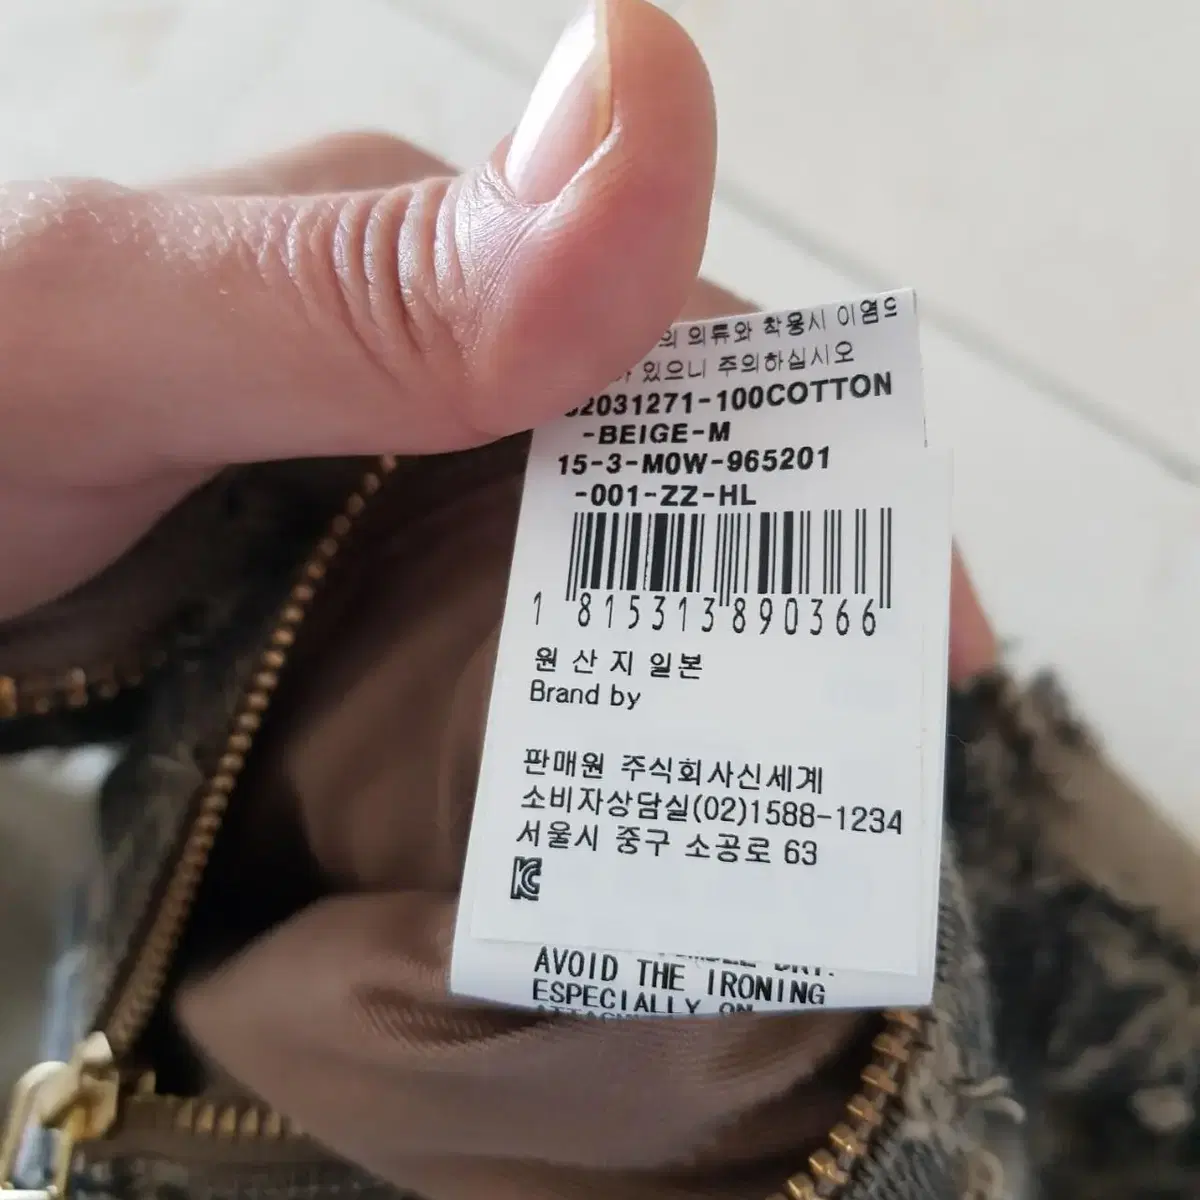 의 의류와 착용시 이염으
있으니 주의하십시오
2031271-100COTTON
-BEIGE-M
15-3-M0W-965201
-001-ZZ-HL
1 815313 890366
원 산 지 일본
Brand by
판매원 주식회사신세계
소비자상담실(02)1588-1234
서울시 중구 소공로 63
KC
AVOID THE IRONING
ESPECIALLY ON